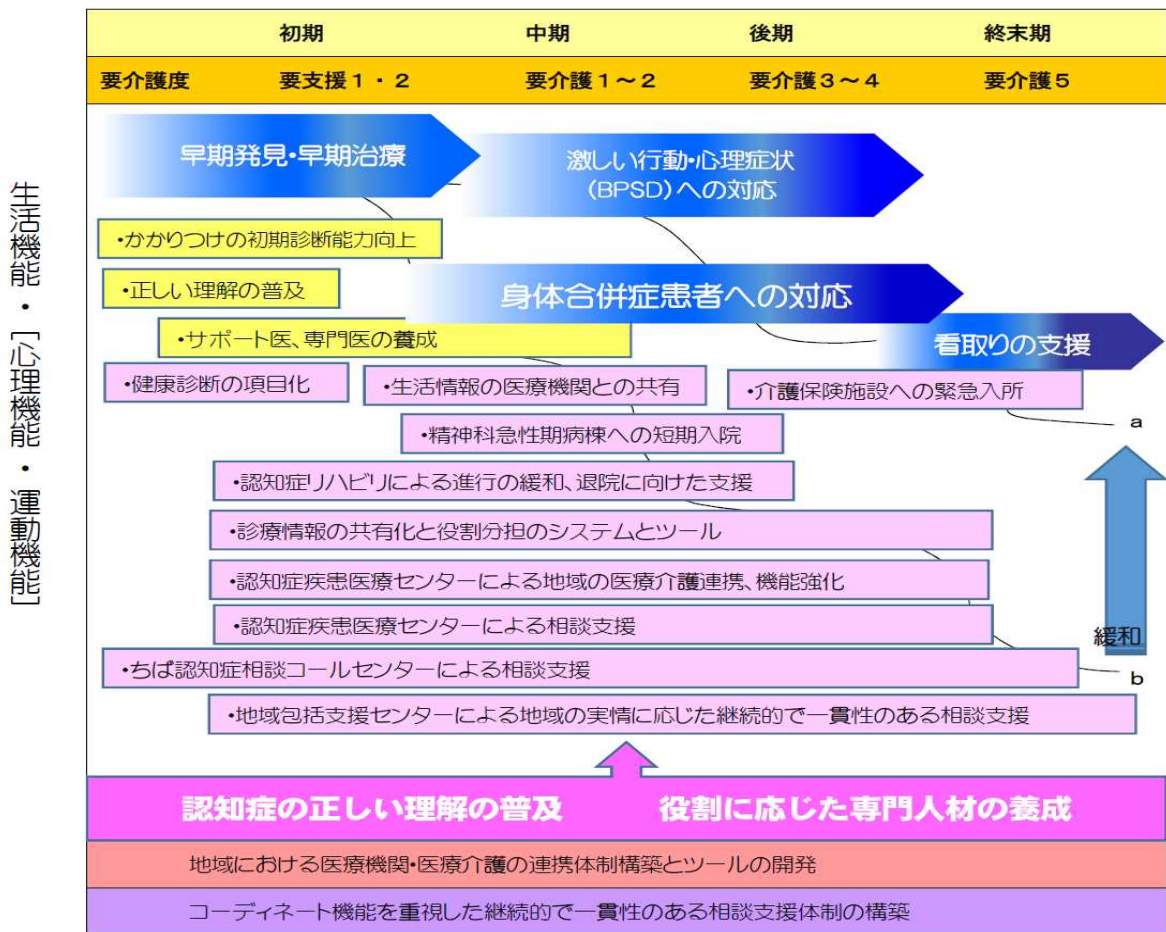 初期 中期 後期 終末期
要介護度 要支援1・2 要介護1~2 要介護3~4 要介護5
生活機能・[心理機能・運動機能]
早期発見・早期治療
激しい行動・心理症状
(BPSD)への対応
・かかりつけの初期診断能力向上
・正しい理解の普及
身体合併症患者への対応
・サポート医、専門医の養成
看取りの支援
・健康診断の項目化
・生活情報の医療機関との共有
・介護保険施設への緊急入所
a
・精神科急性期病棟への短期入院
・認知症リハビリによる進行の緩和、退院に向けた支援
・診療情報の共有化と役割分担のシステムとツール
・認知症疾患医療センターによる地域の医療介護連携、機能強化
・認知症疾患医療センターによる相談支援
緩和
・ちば認知症相談コールセンターによる相談支援
b
・地域包括支援センターによる地域の実情に応じた継続的で一貫性のある相談支援
認知症の正しい理解の普及 役割に応じた専門人材の養成
地域における医療機関・医療介護の連携体制構築とツールの開発
コーディネート機能を重視した継続的で一貫性のある相談支援体制の構築